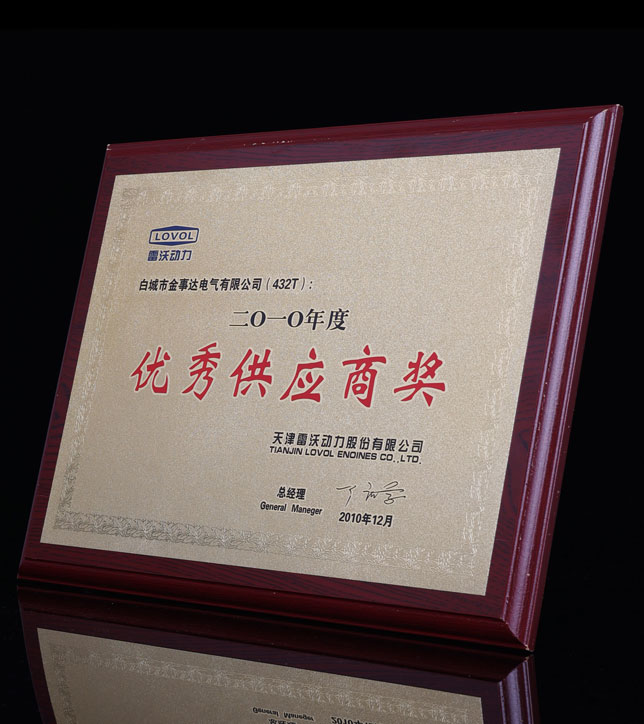 LOVOL
雷沃动力
白城市金事达电气有限公司（432T）:
二O一O年度
优秀供应商奖
天津雷沃动力股份有限公司
TIANJIN LOVOL ENGINES CO.,LTD.
总经理
General Maneger
2010年12月